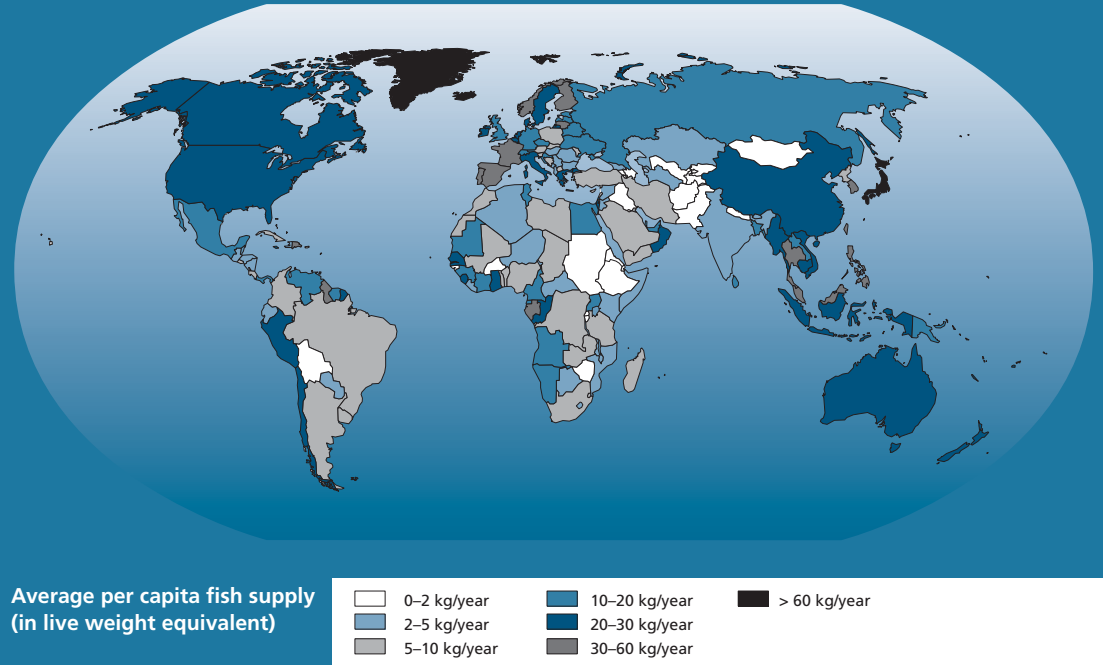 Average per capita fish supply
(in live weight equivalent)
0–2 kg/year
2–5 kg/year
5–10 kg/year
10–20 kg/year
20–30 kg/year
30–60 kg/year
> 60 kg/year